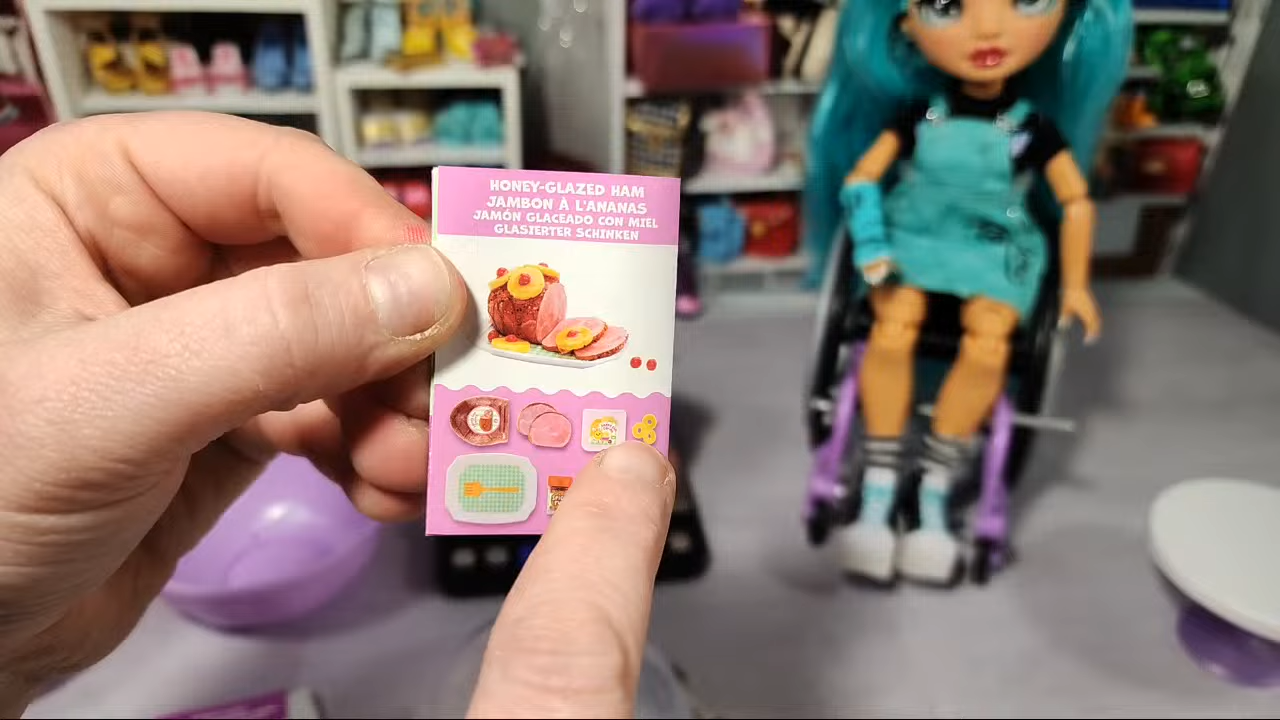 HONEY-GLAZED HAM
JAMBON À L'ANANAS
JAMÓN GLACEADO CON MIEL
GLASIERTER SCHINKEN